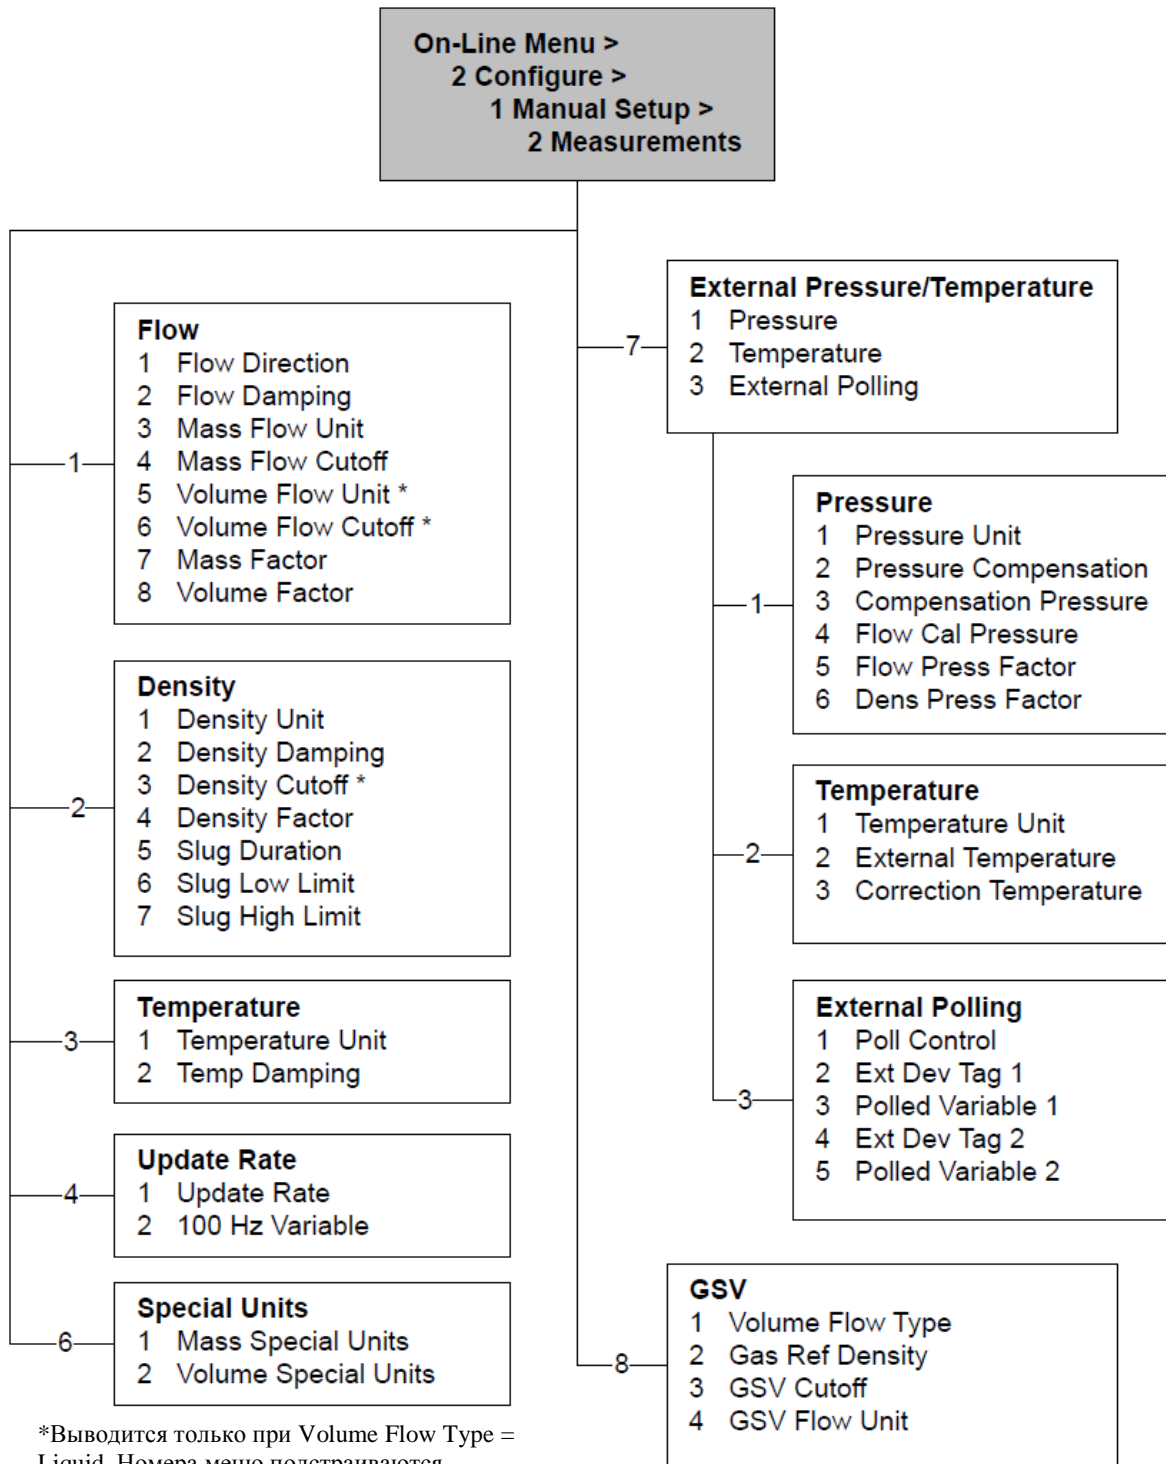 On-Line Menu >
2 Configure >
1 Manual Setup >
2 Measurements
1
Flow
1 Flow Direction
2 Flow Damping
3 Mass Flow Unit
4 Mass Flow Cutoff
5 Volume Flow Unit *
6 Volume Flow Cutoff *
7 Mass Factor
8 Volume Factor
2
Density
1 Density Unit
2 Density Damping
3 Density Cutoff *
4 Density Factor
5 Slug Duration
6 Slug Low Limit
7 Slug High Limit
3
Temperature
1 Temperature Unit
2 Temp Damping
4
Update Rate
1 Update Rate
2 100 Hz Variable
6
Special Units
1 Mass Special Units
2 Volume Special Units
*Выводится только при Volume Flow Type =
Liquid. Номера меню подстраиваются
7
External Pressure/Temperature
1 Pressure
2 Temperature
3 External Polling
1
Pressure
1 Pressure Unit
2 Pressure Compensation
3 Compensation Pressure
4 Flow Cal Pressure
5 Flow Press Factor
6 Dens Press Factor
2
Temperature
1 Temperature Unit
2 External Temperature
3 Correction Temperature
3
External Polling
1 Poll Control
2 Ext Dev Tag 1
3 Polled Variable 1
4 Ext Dev Tag 2
5 Polled Variable 2
8
GSV
1 Volume Flow Type
2 Gas Ref Density
3 GSV Cutoff
4 GSV Flow Unit